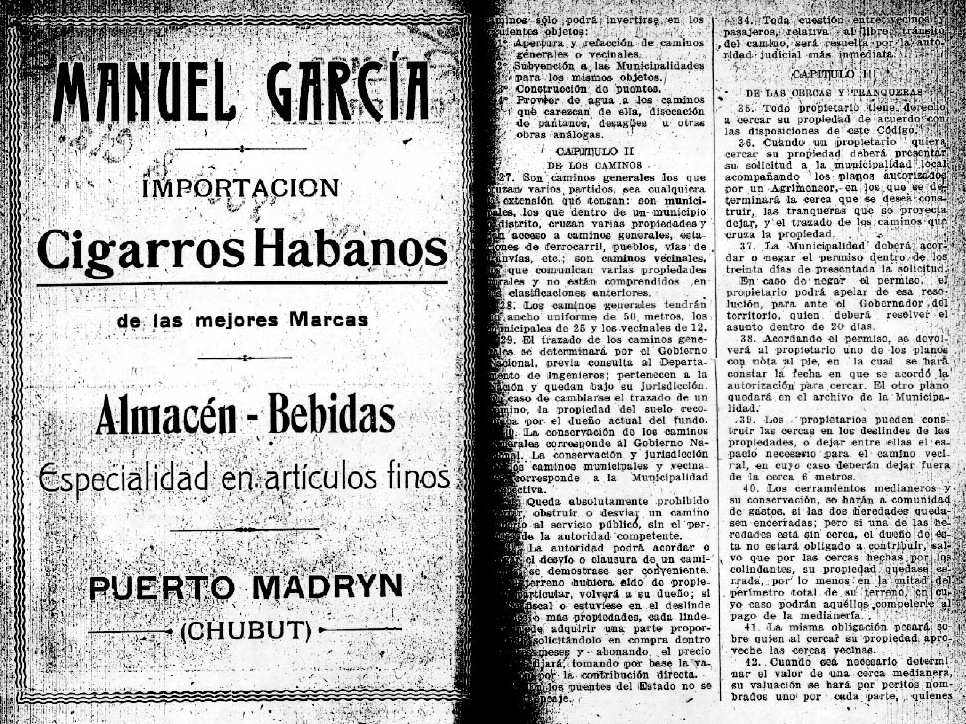 MANUEL GARCÍA
IMPORTACION
Cigarros Habanos
de las mejores Marcas
Almacén - Bebidas
Especialidad en artículos finos
PUERTO MADRYN
(CHUBUT)
minos sólo podrá invertirse en los
uientes objetos:
Apertura y refacción de caminos
generales o vecinales.
Subvención a las Municipalidades
para los mismos objetos.
Construcción de puentes.
Proveer de agua a los caminos
que carezcan de ella, disecación
de pantanos, desagües u otras
obras análogas.
CAPITULO II
DE LOS CAMINOS
27. Son caminos generales los que
uzan varios partidos, sea cualquiera
extensión que tengan: son munici-
ales, los que dentro de un municipio
distrito, cruzan varias propiedades y
n acceso a caminos generales, esta-
ones de ferrocarril, pueblos, vías de
anvías, etc.; son caminos vecinales,
que comunican varias propiedades
rales y no están comprendidos en
clasificaciones anteriores.
28. Los caminos generales tendrán
ancho uniforme de 50 metros, los
nicipales de 25 y los vecinales de 12.
29. El trazado de los caminos gene-
les se determinará por el Gobierno
cional, previa consulta al Departa-
ento de Ingenieros; pertenecen a la
ción y quedan bajo su jurisdicción.
caso de cambiarse el trazado de un
mino, la propiedad del suelo reco-
por el dueño actual del fundo.
La conservación de los caminos
erales corresponde al Gobierno Na-
La conservación y jurisdicción
caminos municipales y vecina-
corresponde a la Municipalidad
ectiva.
Queda absolutamente prohibido
obstruir o desviar un camino
al servicio público, sin el per-
de la autoridad competente.
La autoridad podrá acordar o
el desvío o clausura de un cami-
se demostrase ser conveniente.
terreno hubiera sido de propie-
articular, volverá a su dueño; si
fiscal o estuviese en el deslinde
o más propiedades, cada linde-
de adquirir una parte propor-
solicitándolo en compra dentro
meses y abonando el precio
fijará, tomando por base la va-
por la contribución directa.
los puentes del Estado no se
34. Toda cuestión entre vecinos y
pasajeros, relativa al libre tránsito
del camino, será resuelta por la auto-
ridad judicial más inmediata.
CAPITULO II
DE LAS CERCAS Y TRANQUERAS
35. Todo propietario tiene derecho
a cercar su propiedad de acuerdo con
las disposiciones de este Código.
36. Cuando un propietario quiera
cercar su propiedad deberá presentar
su solicitud a la municipalidad local
acompañando los planos autorizados
por un Agrimensor, en los que se de-
terminará la cerca que se desea cons-
truir, las tranqueras que se proyecta
dejar, y el trazado de los caminos que
cruza la propiedad.
37. La Municipalidad deberá acor-
dar o negar el permiso dentro de los
treinta días de presentada la solicitud.
En caso de negar el permiso, el
propietario podrá apelar de esa reso-
lución, para ante el Gobernador del
territorio, quien deberá resolver el
asunto dentro de 20 días.
38. Acordando el permiso, se devol-
verá al propietario uno de los planos
con nota al pie, en la cual se hará
constar la fecha en que se acordó la
autorización para cercar. El otro plano
quedará en el archivo de la Municipa-
lidad.
39. Los propietarios pueden cons-
truir las cercas en los deslindes de las
propiedades, o dejar entre ellas el es-
pacio necesario para el camino veci-
ral, en cuyo caso deberán dejar fuera
de la cerca 6 metros.
40. Los cerramientos medianeros y
su conservación, se harán a comunidad
de gastos, si las dos heredades queda-
sen encerradas; pero si una de las he-
redades está sin cerca, el dueño de és-
ta no estará obligado a contribuir, sal-
vo que por las cercas hechas por los
colindantes, su propiedad quedase ce-
rrada, por lo menos en la mitad del
perímetro total de su terreno, en cu-
yo caso podrán aquéllos compelerle al
pago de la medianería.
41. La misma obligación pesará so-
bre quien al cercar su propiedad apro-
veche las cercas vecinas.
42. Cuando sea necesario determi-
nar el valor de una cerca medianera,
su valuación se hará por peritos nom-
brados uno por cada parte, quienes